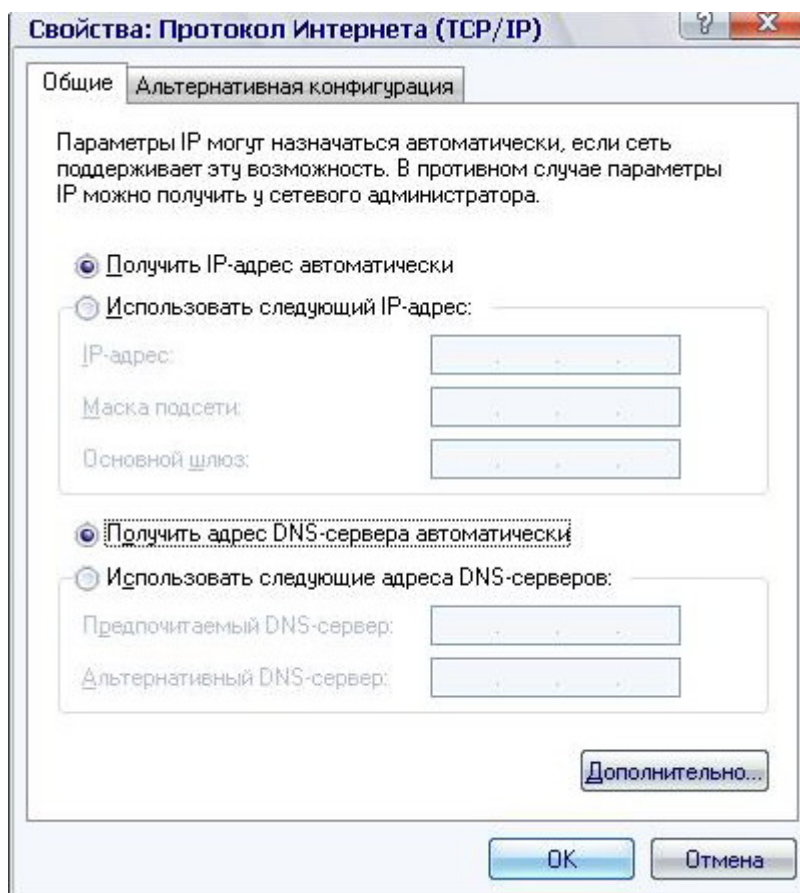 Свойства: Протокол Интернета (TCP/IP)
Общие
Альтернативная конфигурация
Параметры IP могут назначаться автоматически, если сеть
поддерживает эту возможность. В противном случае параметры
IP можно получить у сетевого администратора.
Получить IP-адрес автоматически
Использовать следующий IP-адрес:
IP-адрес:
Маска подсети:
Основной шлюз:
Получить адрес DNS-сервера автоматически
Использовать следующие адреса DNS-серверов:
Предпочитаемый DNS-сервер:
Альтернативный DNS-сервер:
Дополнительно...
OK
Отмена